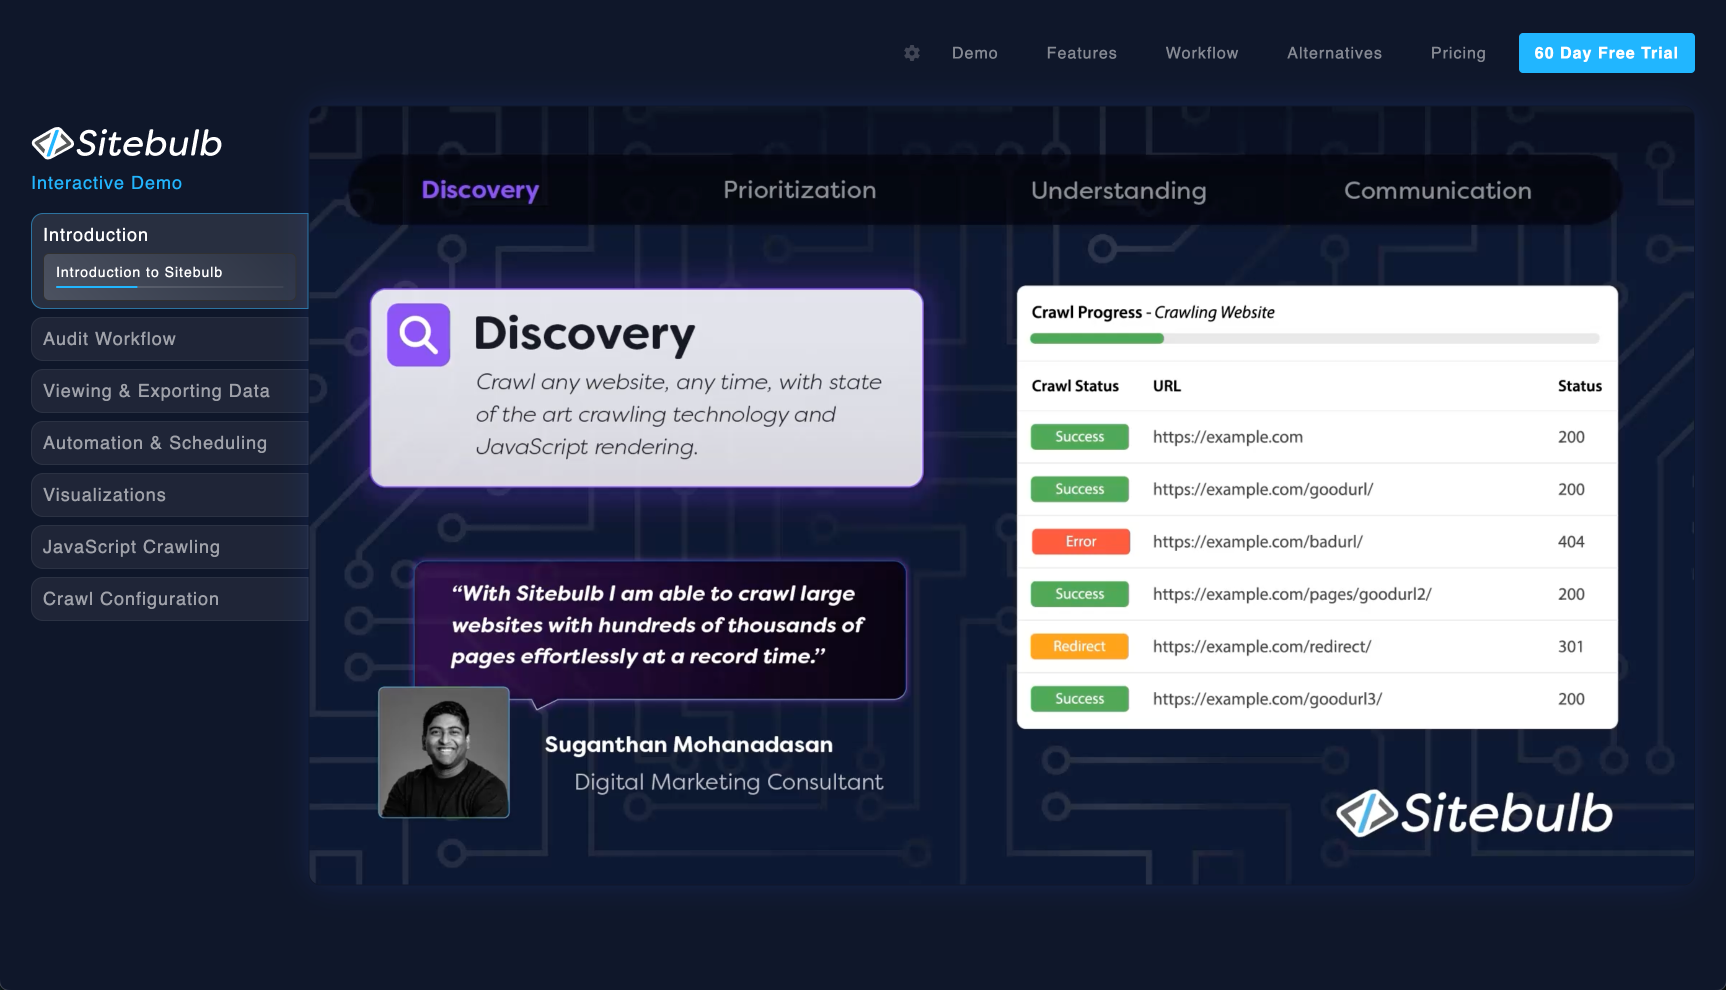 Demo
Features
Workflow
Alternatives
Pricing
60 Day Free Trial
Sitebulb
Interactive Demo
Introduction
Introduction to Sitebulb
Audit Workflow
Viewing & Exporting Data
Automation & Scheduling
Visualizations
JavaScript Crawling
Crawl Configuration
Discovery
Prioritization
Understanding
Communication
Discovery
Crawl any website, any time, with state
of the art crawling technology and
JavaScript rendering.
“With Sitebulb I am able to crawl large
websites with hundreds of thousands of
pages effortlessly at a record time.”
Suganthan Mohanadasan
Digital Marketing Consultant
Crawl Progress - Crawling Website
Crawl Status URL Status
Success https://example.com 200
Success https://example.com/goodurl/ 200
Error https://example.com/badurl/ 404
Success https://example.com/pages/goodurl2/ 200
Redirect https://example.com/redirect/ 301
Success https://example.com/goodurl3/ 200
Sitebulb